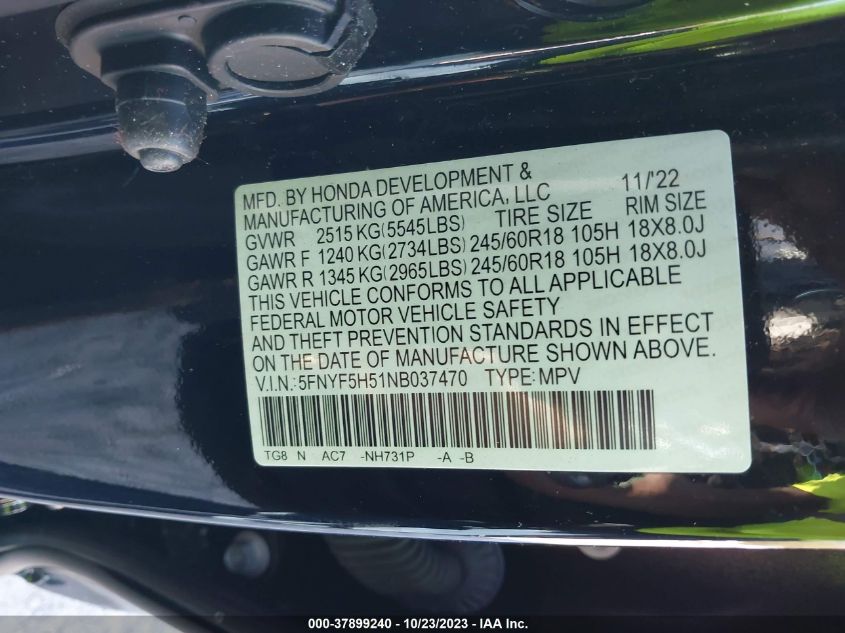 MFD. BY HONDA DEVELOPMENT & 11/'22
MANUFACTURING OF AMERICA, LLC TIRE SIZE RIM SIZE
GVWR 2515 KG(5545LBS)
GAWR F 1240 KG(2734LBS) 245/60R18 105H 18X8.0J
GAWR R 1345 KG(2965LBS) 245/60R18 105H 18X8.0J
THIS VEHICLE CONFORMS TO ALL APPLICABLE
FEDERAL MOTOR VEHICLE SAFETY
AND THEFT PREVENTION STANDARDS IN EFFECT
ON THE DATE OF MANUFACTURE SHOWN ABOVE.
V.I.N.:5FNYF5H51NB037470 TYPE:MPV
TG8 N AC7 -NH731P -A -B
000-37899240 - 10/23/2023 - IAA Inc.